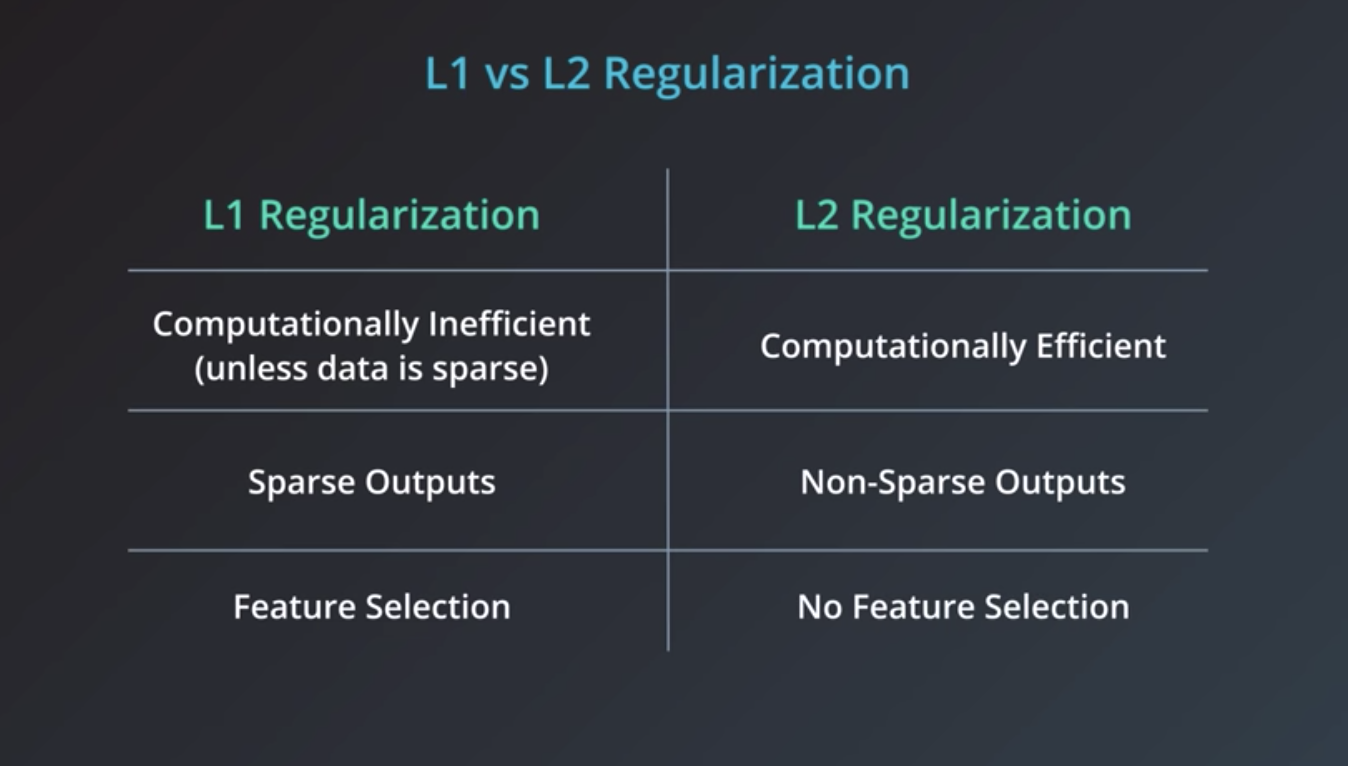 L1 vs L2 Regularization
L1 Regularization
L2 Regularization
Computationally Inefficient
(unless data is sparse)
Computationally Efficient
Sparse Outputs
Non-Sparse Outputs
Feature Selection
No Feature Selection